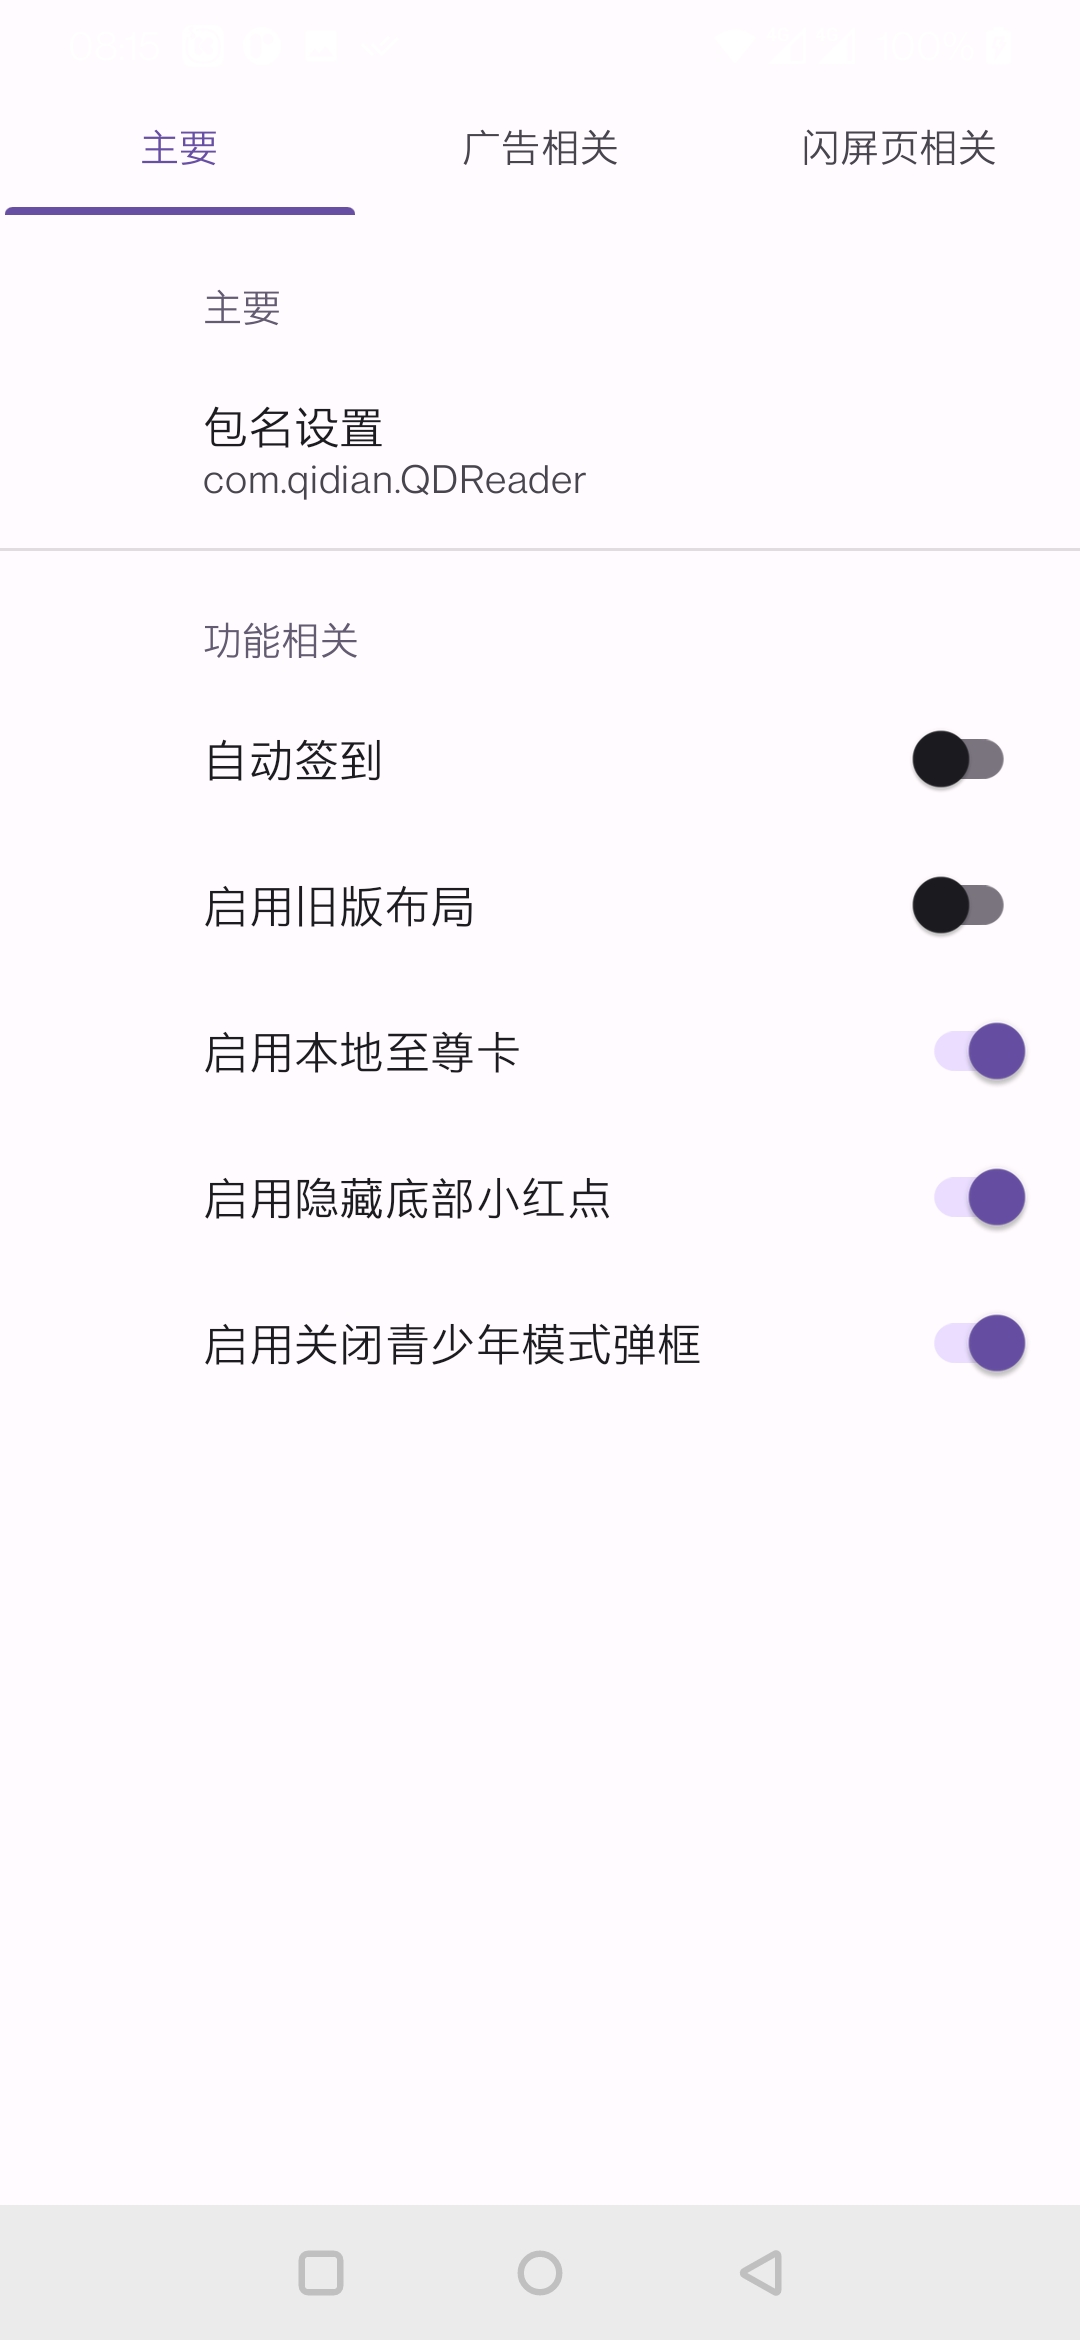 主要
广告相关
闪屏页相关
主要
包名设置
com.qidian.QDReader
功能相关
自动签到
启用旧版布局
启用本地至尊卡
启用隐藏底部小红点
启用关闭青少年模式弹框